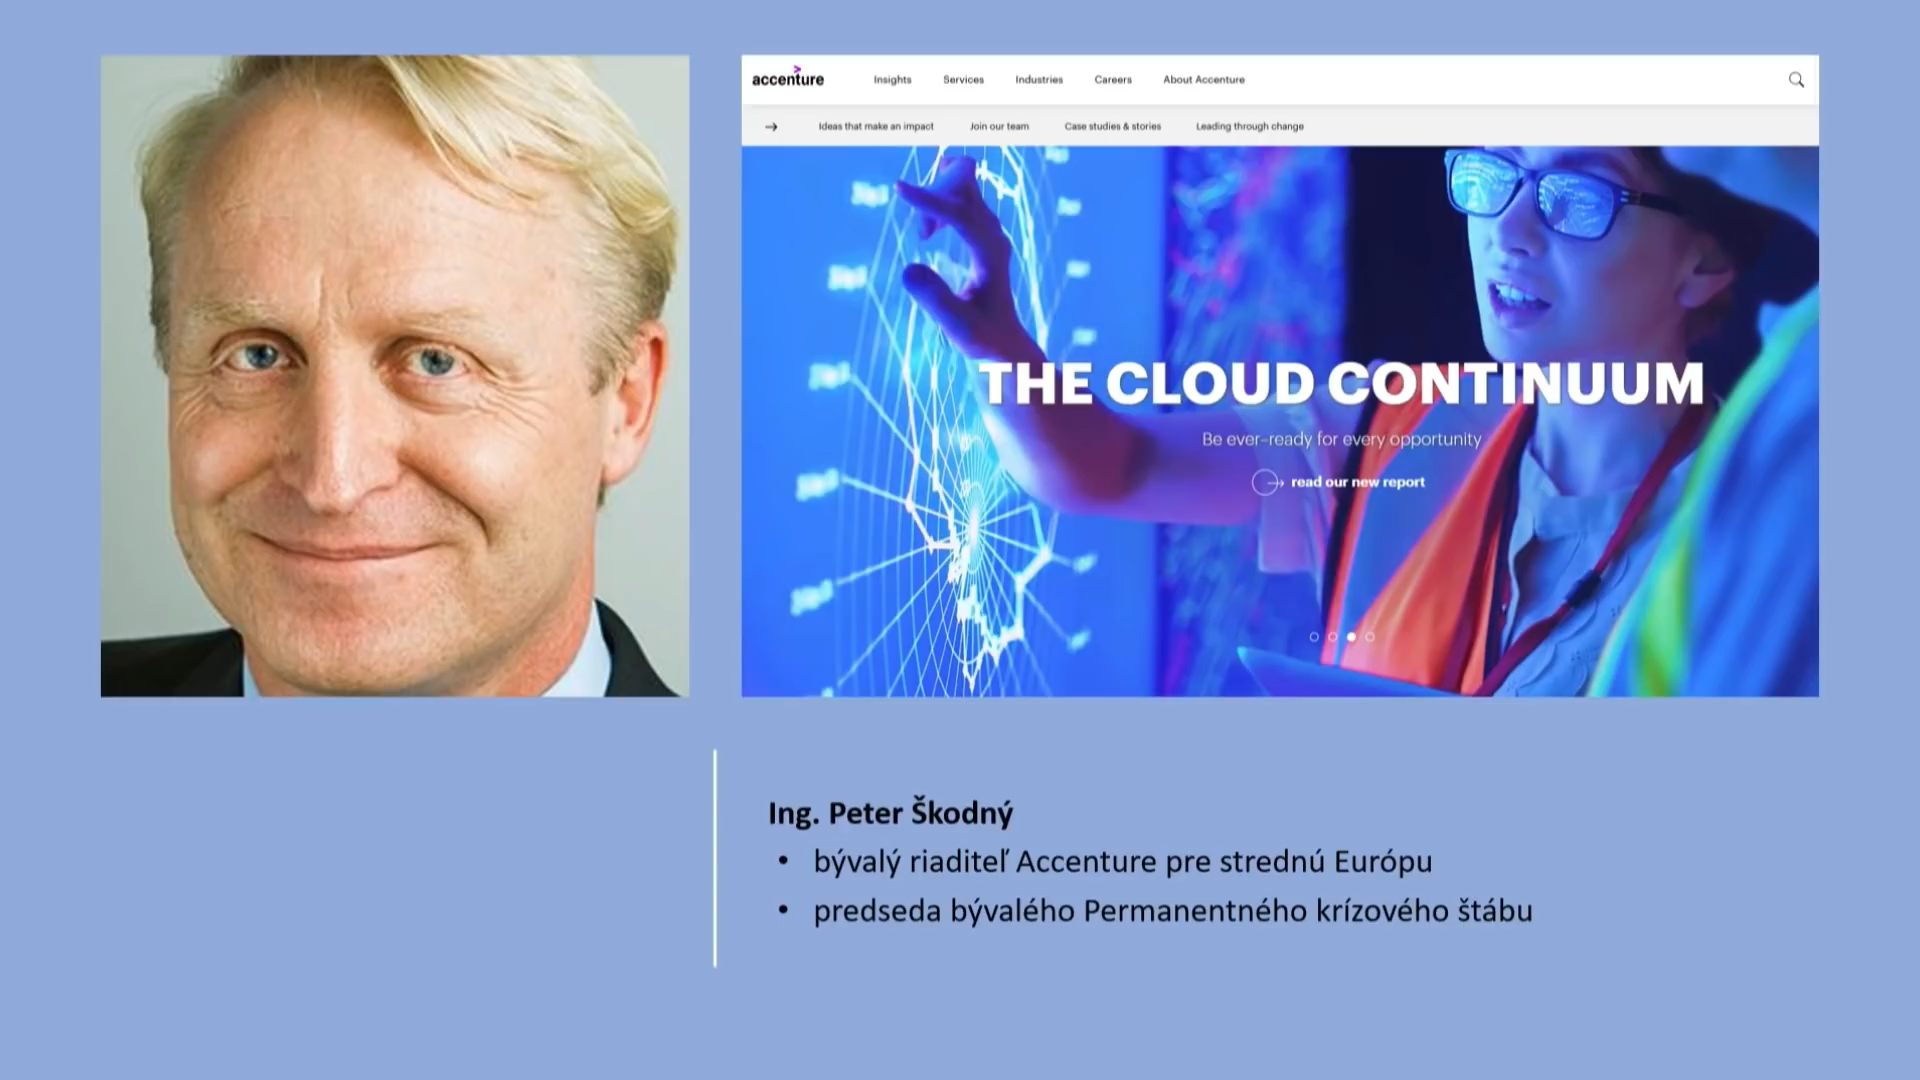 accenture
Insights Services Industries Careers About Accenture
Ideas that make an impact Join our team Case studies & stories Leading through change
THE CLOUD CONTINUUM
Be ever-ready for every opportunity
read our new report
Ing. Peter Škodný
• bývalý riaditeľ Accenture pre strednú Európu
• predseda bývalého Permanentného krízového štábu